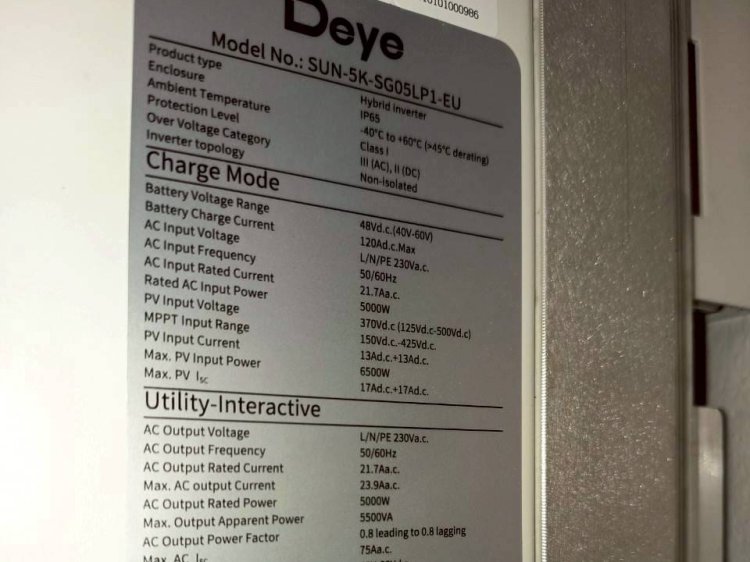 10101000986
Deye
Model No.: SUN-5K-SG05LP1-EU
Product type Hybrid inverter
Enclosure IP65
Ambient Temperature -40°C to +60°C (>45°C derating)
Protection Level Class I
Over Voltage Category III (AC), II (DC)
Inverter topology Non-isolated
Charge Mode
Battery Voltage Range 48Vd.c.(40V-60V)
Battery Charge Current 120Ad.c.Max
AC Input Voltage L/N/PE 230Va.c.
AC Input Frequency 50/60Hz
AC Input Rated Current 21.7Aa.c.
Rated AC Input Power 5000W
PV Input Voltage 370Vd.c (125Vd.c-500Vd.c)
MPPT Input Range 150Vd.c.-425Vd.c.
PV Input Current 13Ad.c.+13Ad.c.
Max. PV Input Power 6500W
Max. PV Isc 17Ad.c.+17Ad.c.
Utility-Interactive
AC Output Voltage L/N/PE 230Va.c.
AC Output Frequency 50/60Hz
AC Output Rated Current 21.7Aa.c.
Max. AC output Current 23.9Aa.c.
AC Output Rated Power 5000W
Max. Output Apparent Power 5500VA
AC Output Power Factor 0.8 leading to 0.8 lagging
Max. AC Isc 75Aa.c.